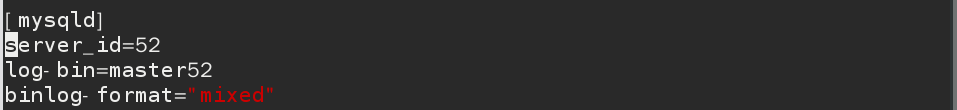 [mysqld]
server_id=52
log-bin=master52
binlog-format="mixed"